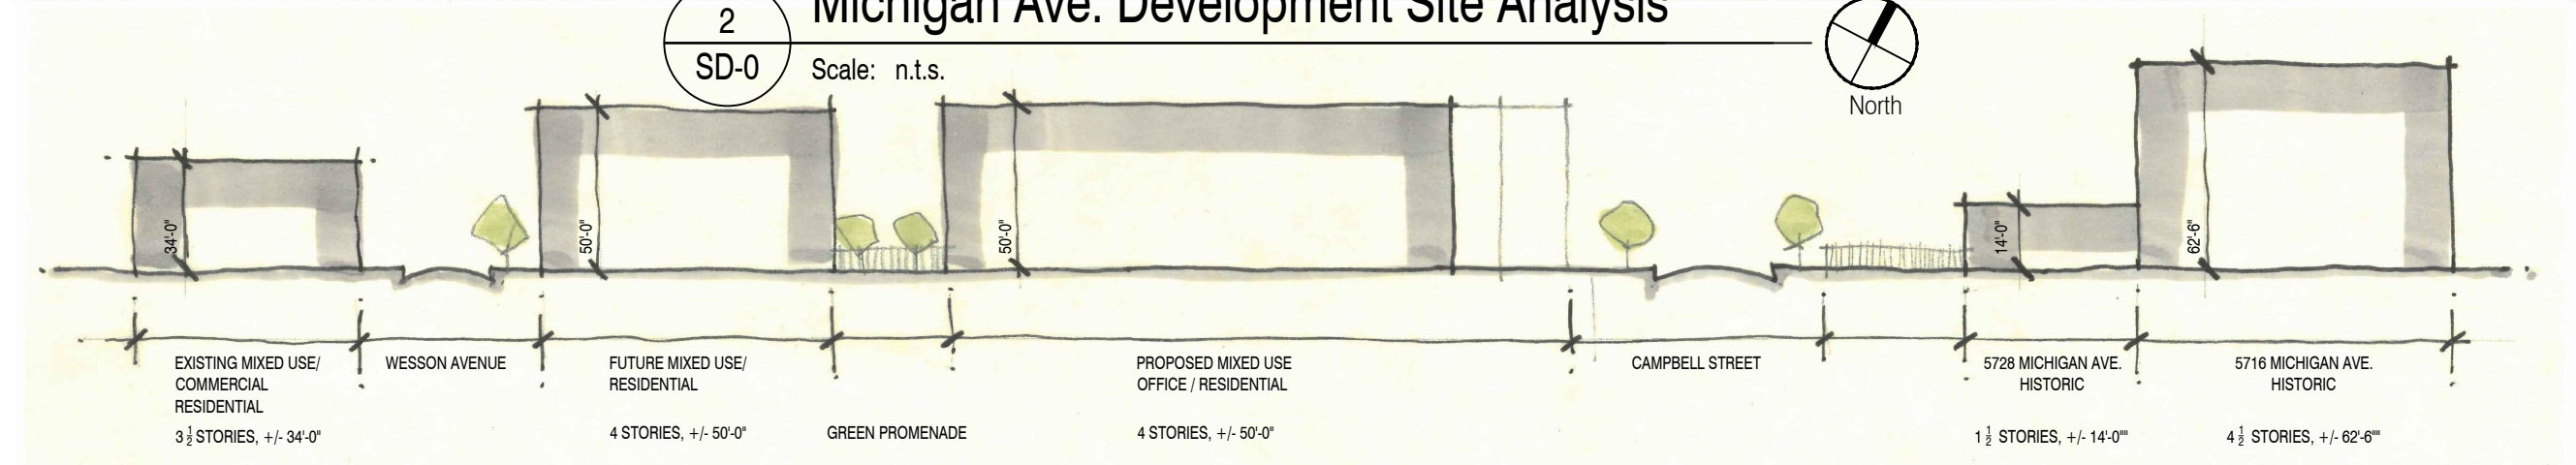 2
SD-0
Michigan Ave. Development Site Analysis
Scale: n.t.s.
North
34'-0"
50'-0"
50'-0"
14'-0"
62'-6"
EXISTING MIXED USE/
COMMERCIAL
RESIDENTIAL
3 1/2 STORIES, +/- 34'-0"
WESSON AVENUE
FUTURE MIXED USE/
RESIDENTIAL
4 STORIES, +/- 50'-0"
GREEN PROMENADE
PROPOSED MIXED USE
OFFICE / RESIDENTIAL
4 STORIES, +/- 50'-0"
CAMPBELL STREET
5728 MICHIGAN AVE.
HISTORIC
1 1/2 STORIES, +/- 14'-0""
5716 MICHIGAN AVE.
HISTORIC
4 1/2 STORIES, +/- 62'-6""